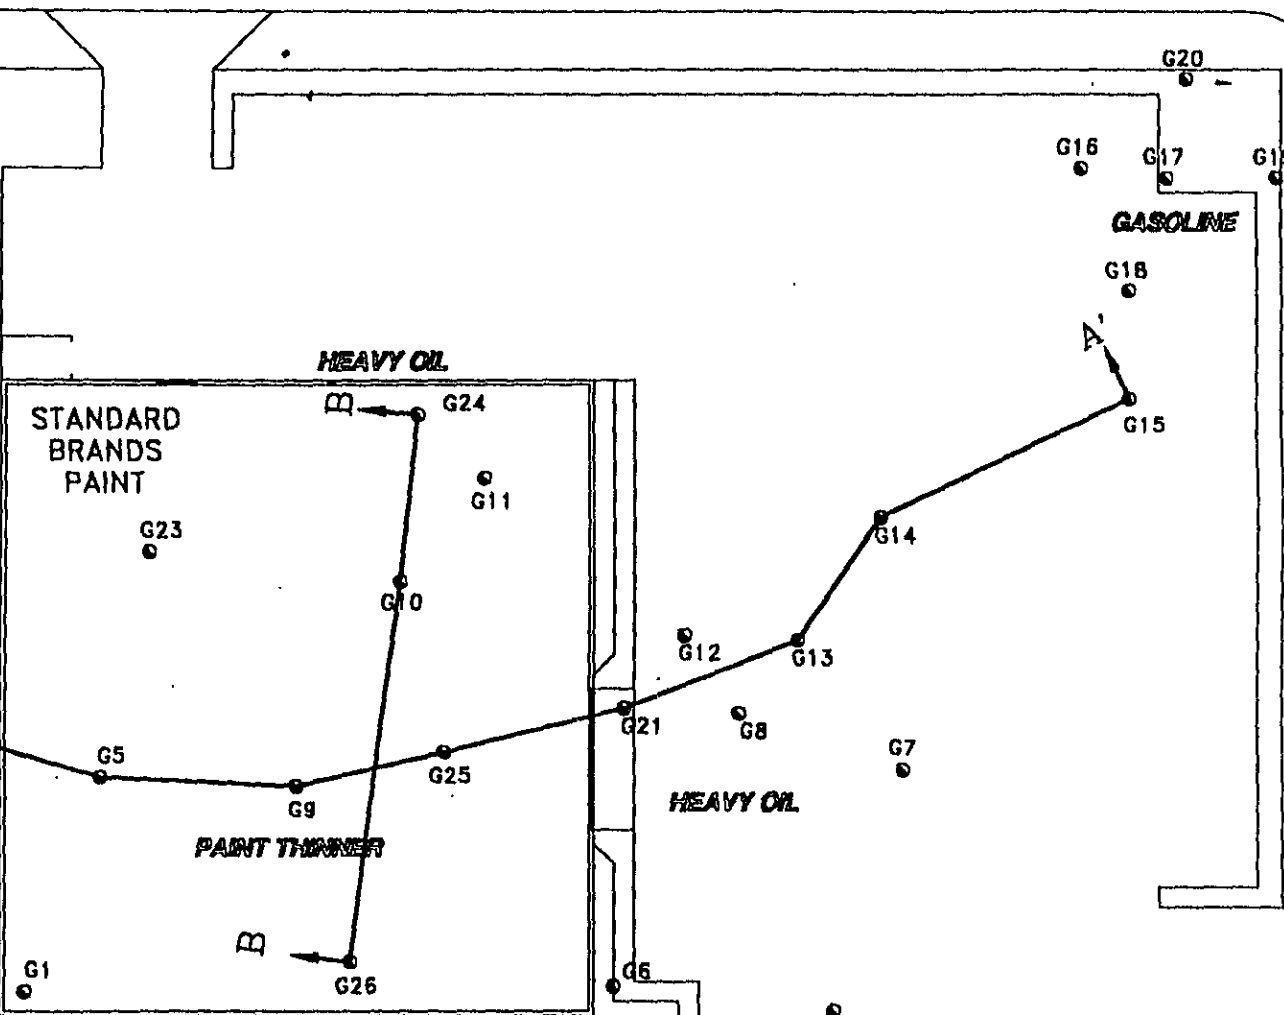 G20
G16
G17
G1
GASOLINE
G18
A'
HEAVY OIL
B
G24
G15
STANDARD
BRANDS
PAINT
G11
G23
G14
G10
G12
G13
G21
G8
G5
G25
G7
G9
HEAVY OIL
PAINT THINNER
B
G1
G26
G6